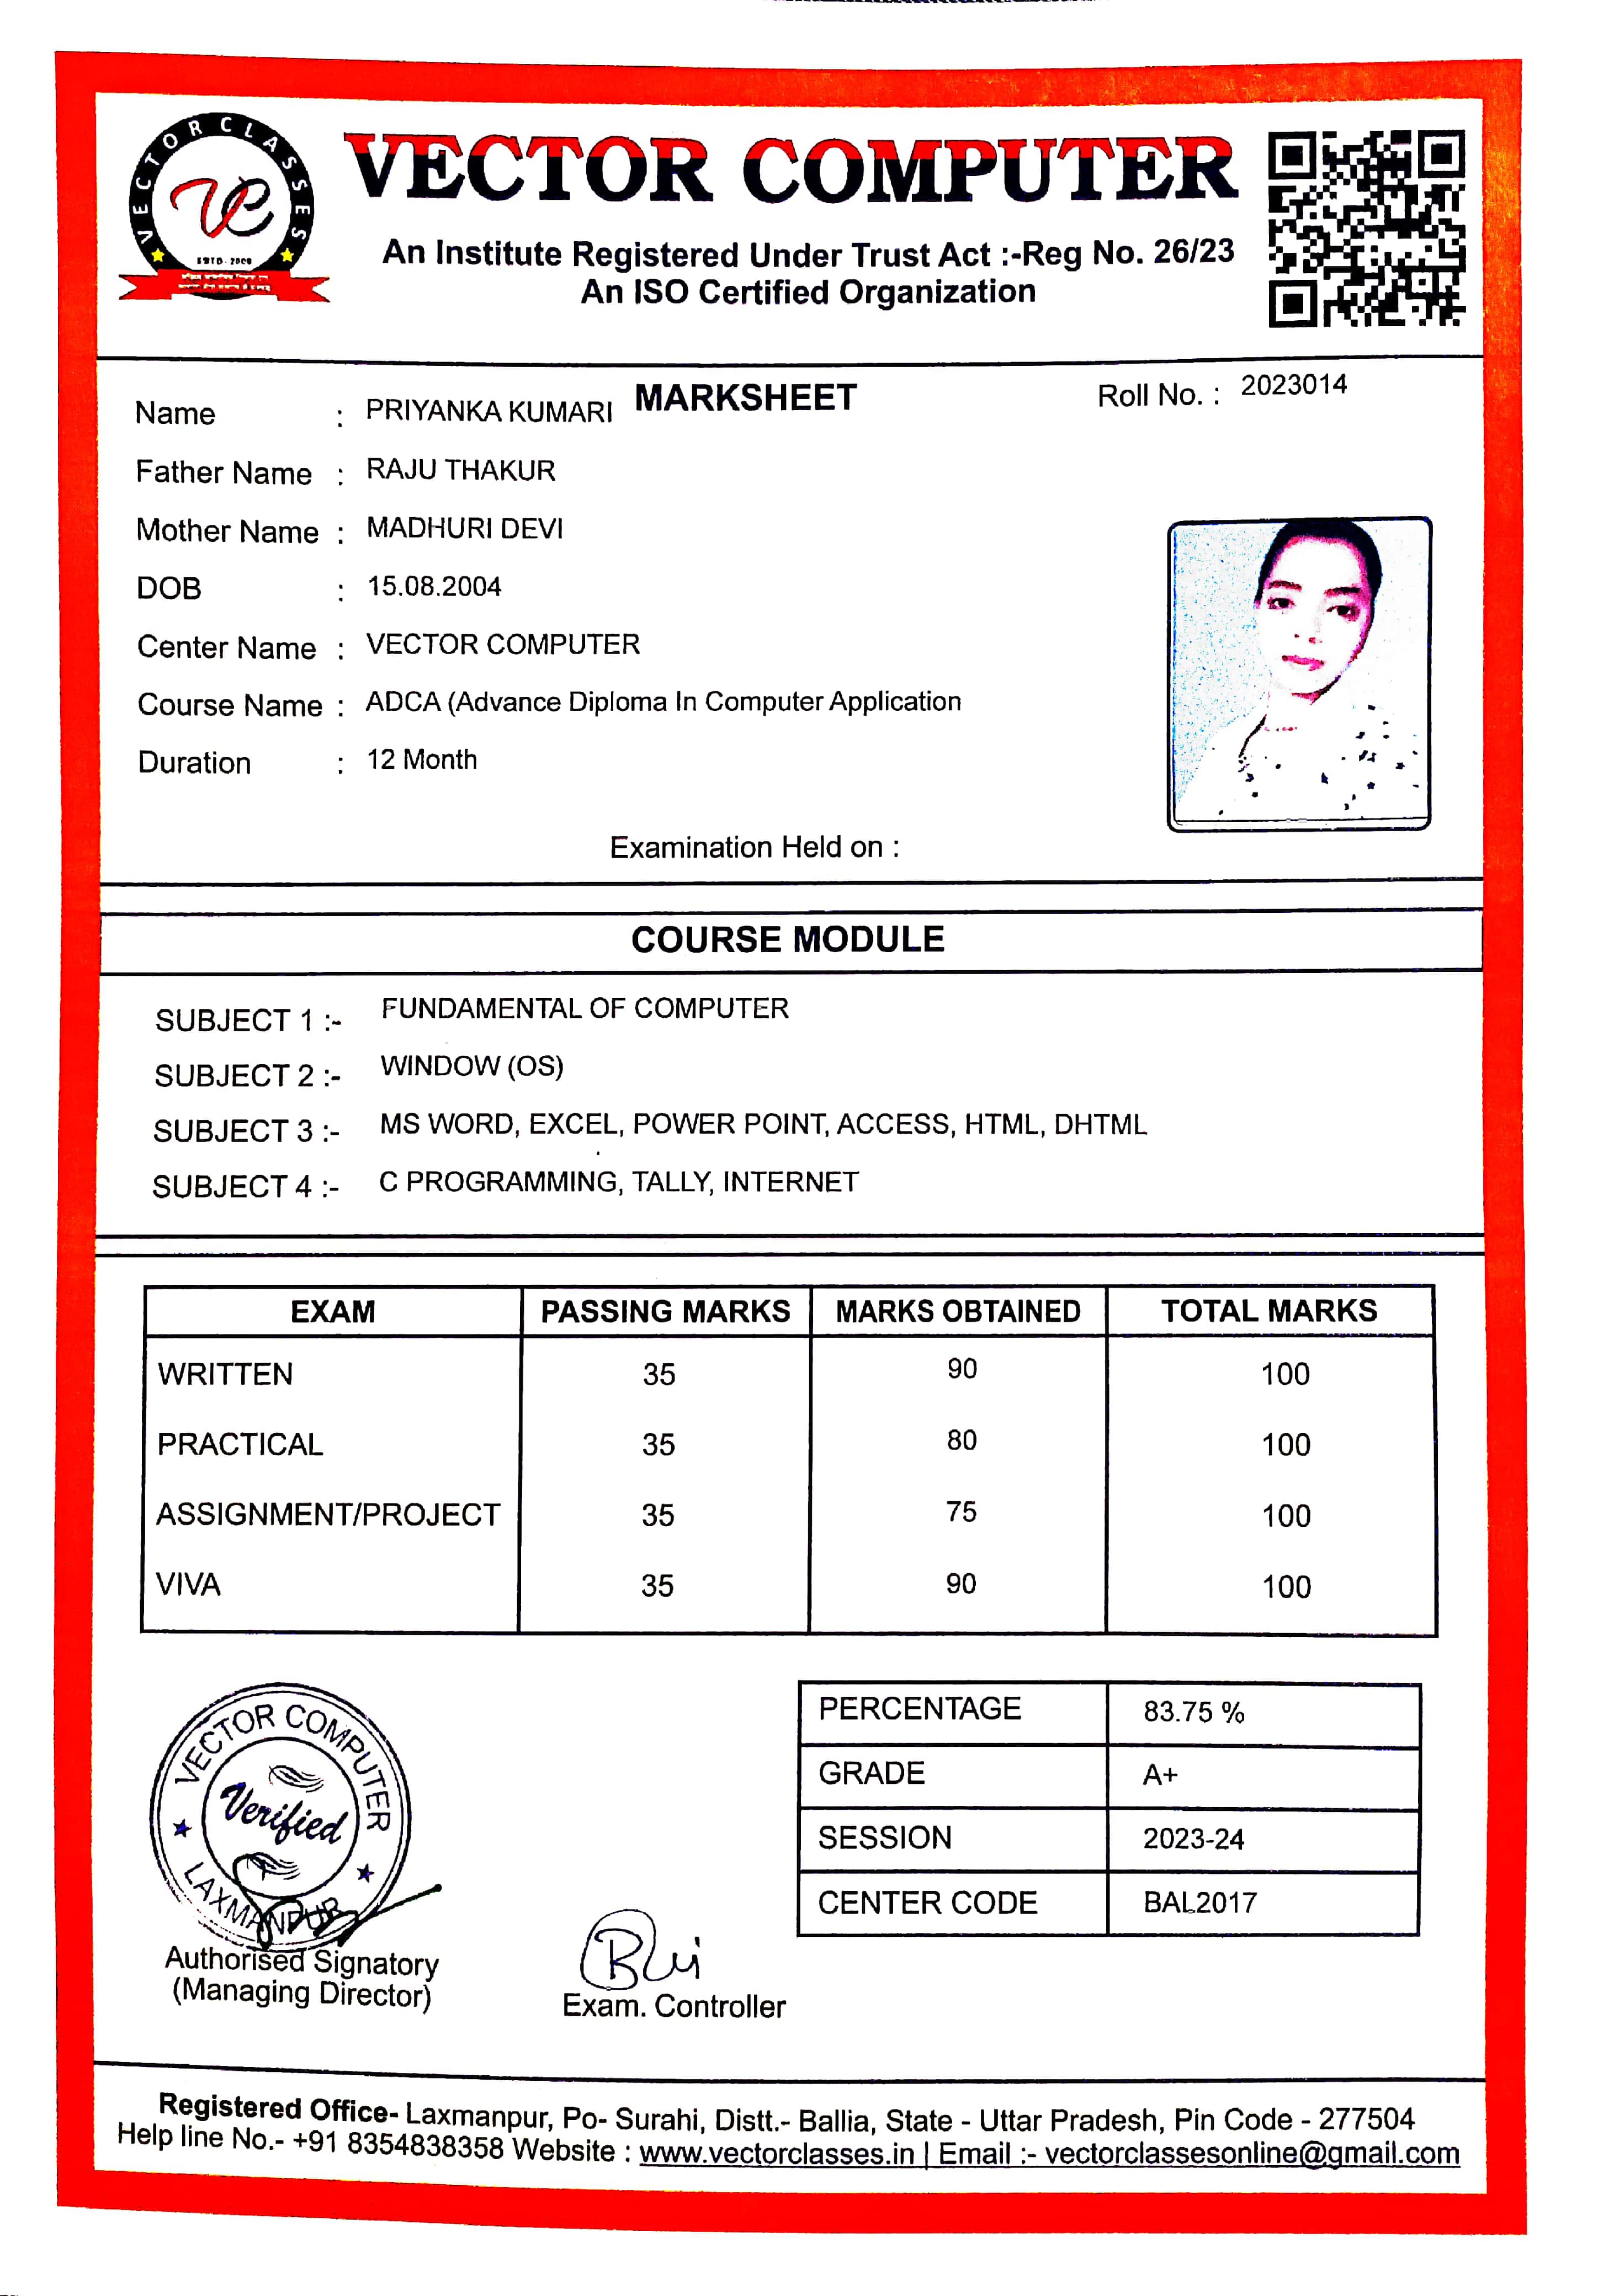 VECTOR CLASSES
VC
ESTD - 2009
VECTOR COMPUTER
An Institute Registered Under Trust Act :-Reg No. 26/23
An ISO Certified Organization
MARKSHEET
Roll No. : 2023014
Name : PRIYANKA KUMARI
Father Name : RAJU THAKUR
Mother Name : MADHURI DEVI
DOB : 15.08.2004
Center Name : VECTOR COMPUTER
Course Name : ADCA (Advance Diploma In Computer Application
Duration : 12 Month
Examination Held on :
COURSE MODULE
SUBJECT 1 :- FUNDAMENTAL OF COMPUTER
SUBJECT 2 :- WINDOW (OS)
SUBJECT 3 :- MS WORD, EXCEL, POWER POINT, ACCESS, HTML, DHTML
SUBJECT 4 :- C PROGRAMMING, TALLY, INTERNET
EXAM PASSING MARKS MARKS OBTAINED TOTAL MARKS
WRITTEN 35 90 100
PRACTICAL 35 80 100
ASSIGNMENT/PROJECT 35 75 100
VIVA 35 90 100
PERCENTAGE 83.75 %
GRADE A+
SESSION 2023-24
CENTER CODE BAL2017
VECTOR COMPUTER
Verified
LAXMANPUR
Authorised Signatory
(Managing Director)
Exam. Controller
Registered Office- Laxmanpur, Po- Surahi, Distt.- Ballia, State - Uttar Pradesh, Pin Code - 277504
Help line No.- +91 8354838358 Website : www.vectorclasses.in | Email :- vectorclassesonline@gmail.com